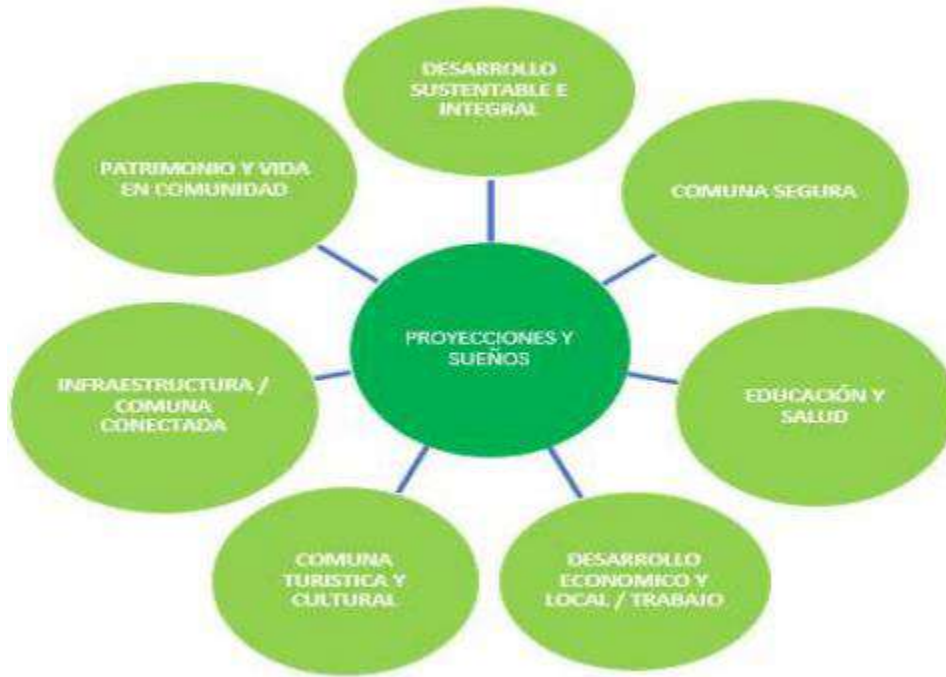 DESARROLLO
SUSTENTABLE E
INTEGRAL
PATRIMONIO Y VIDA
EN COMUNIDAD
COMUNA SEGURA
PROYECCIONES Y
SUEÑOS
INFRAESTRUCTURA /
COMUNA
CONECTADA
EDUCACIÓN Y
SALUD
COMUNA
TURISTICA Y
CULTURAL
DESARROLLO
ECONOMICO Y
LOCAL / TRABAJO